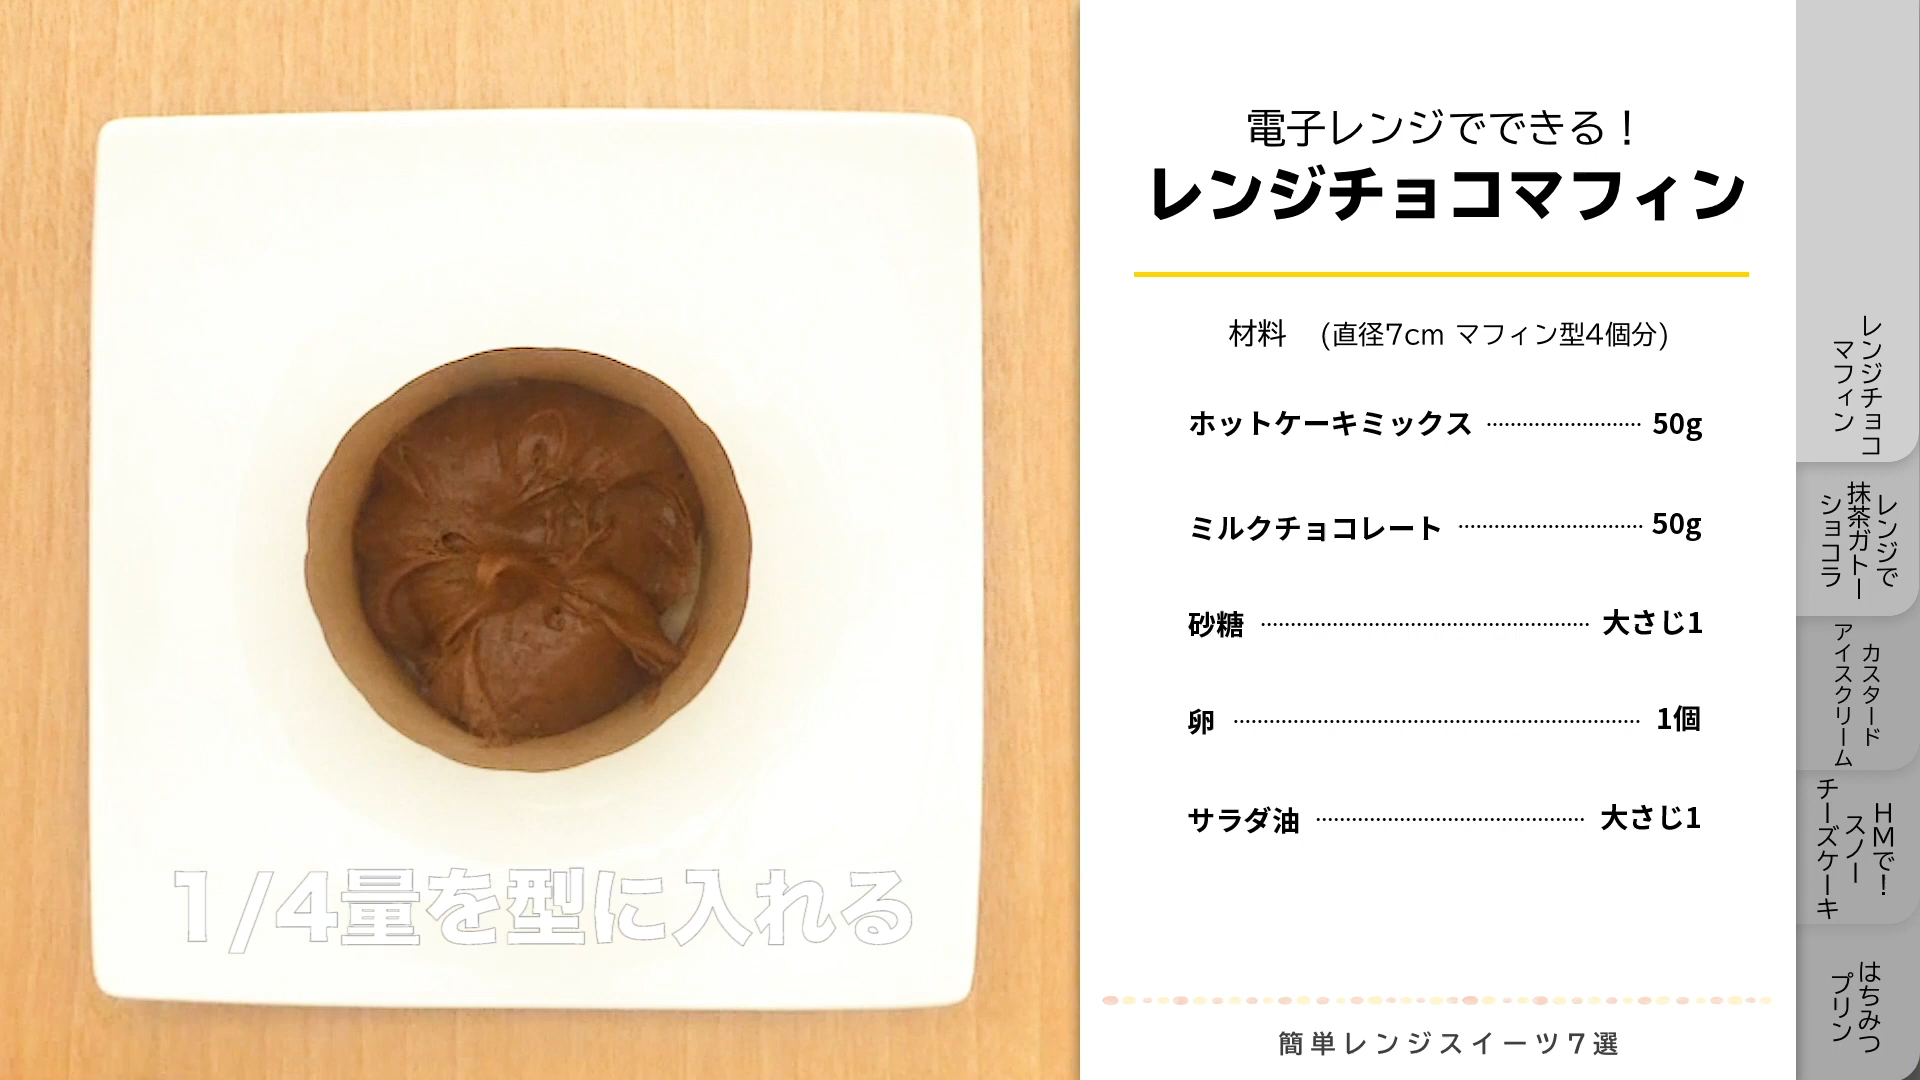 1/4量を型に入れる
電子レンジでできる！
レンジチョコマフィン
材料　(直径7cm マフィン型4個分)
ホットケーキミックス 50g
ミルクチョコレート 50g
砂糖 大さじ1
卵 1個
サラダ油 大さじ1
簡単レンジスイーツ7選
レンジチョコ
マフィン
レンジで
抹茶ガトー
ショコラ
カスタード
アイスクリーム
HMで！
スノー
チーズケーキ
はちみつ
プリン